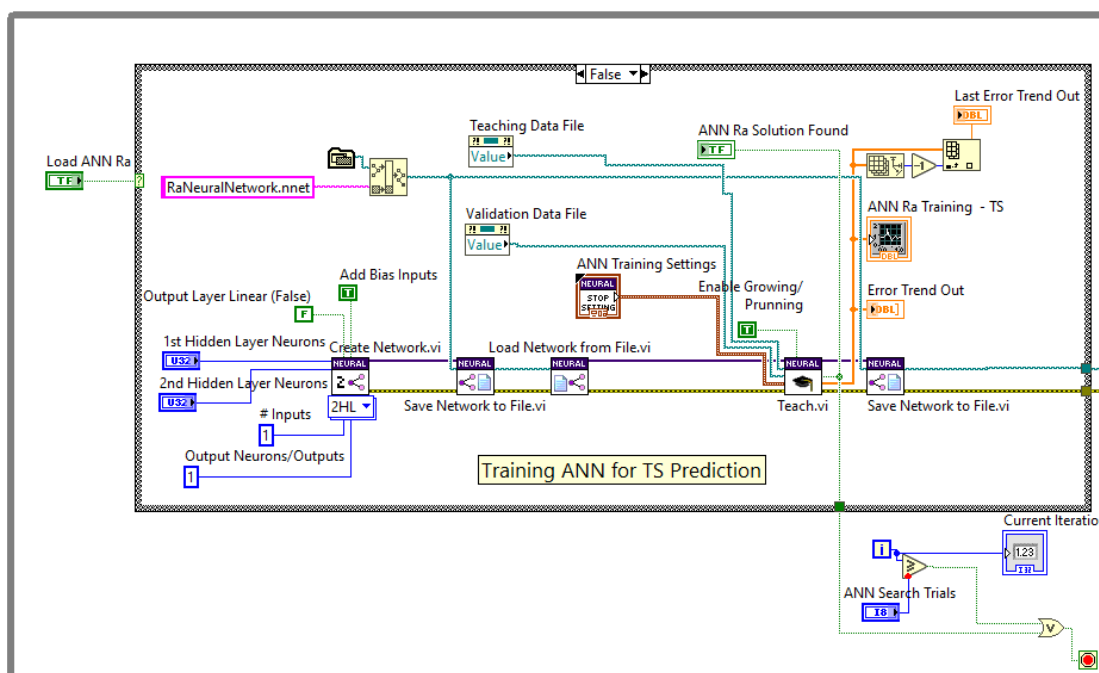 False
Last Error Trend Out
DBL
Teaching Data File
Value
ANN Ra Solution Found
TF
Load ANN Ra
TF
?
RaNeuralNetwork.nnet
-1
Validation Data File
Value
ANN Ra Training - TS
DBL
ANN Training Settings
NEURAL
STOP
SETTING
Add Bias Inputs
T
Enable Growing/
Prunning
T
Error Trend Out
DBL
Output Layer Linear (False)
F
1st Hidden Layer Neurons
U32
Create Network.vi
NEURAL
2
NEURAL
Load Network from File.vi
NEURAL
NEURAL
NEURAL
2nd Hidden Layer Neurons
U32
2HL
Save Network to File.vi
Teach.vi
Save Network to File.vi
# Inputs
1
Output Neurons/Outputs
1
Training ANN for TS Prediction
Current Iteratio
i
1.23
I32
ANN Search Trials
I8
V